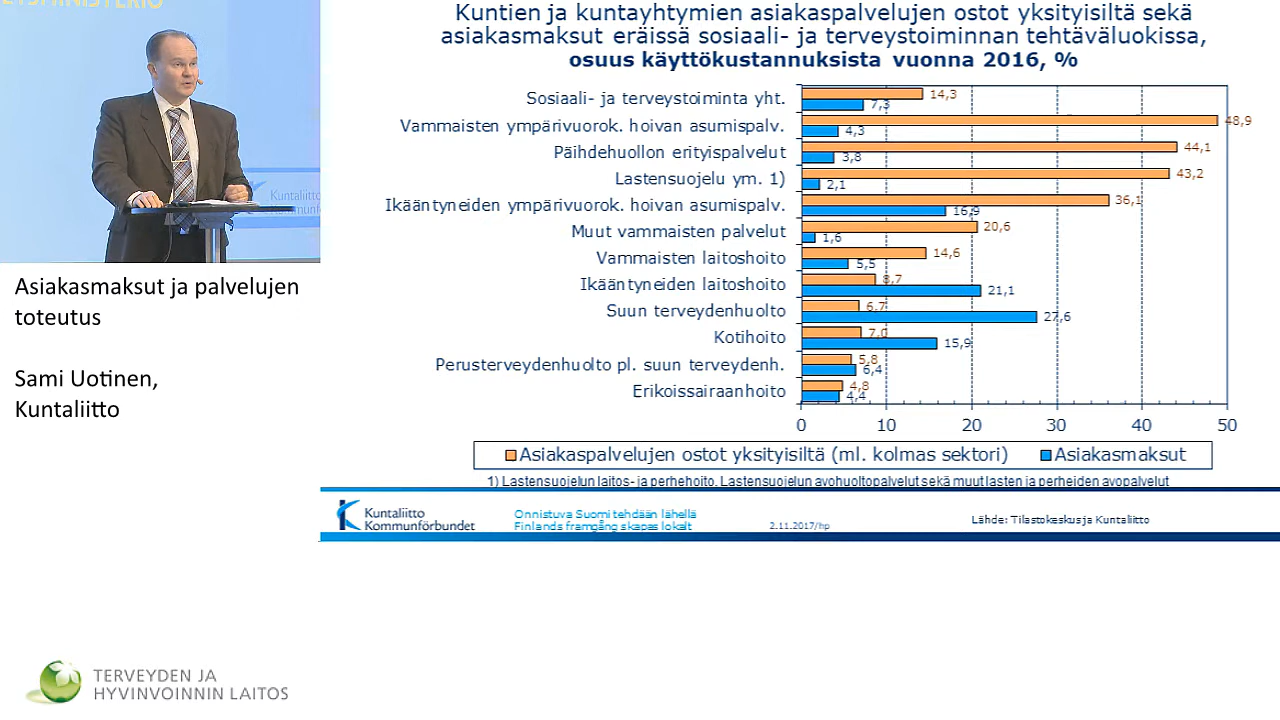 Kuntien ja kuntayhtymien asiakaspalvelujen ostot yksityisiltä sekä
asiakasmaksut eräissä sosiaali- ja terveystoiminnan tehtäväluokissa,
osuus käyttökustannuksista vuonna 2016, %
Sosiaali- ja terveystoiminta yht.
14,3
7,3
Vammaisten ympärivuorok. hoivan asumispalv.
48,9
4,3
Päihdehuollon erityispalvelut
44,1
3,8
Lastensuojelu ym. 1)
43,2
2,1
Ikääntyneiden ympärivuorok. hoivan asumispalv.
36,1
16,9
Muut vammaisten palvelut
20,6
1,6
Vammaisten laitoshoito
14,6
5,5
Ikääntyneiden laitoshoito
8,7
21,1
Suun terveydenhuolto
6,7
27,6
Kotihoito
7,0
15,9
Perusterveydenhuolto pl. suun terveydenh.
5,8
6,4
Erikoissairaanhoito
4,8
4,4
0 10 20 30 40 50
Asiakaspalvelujen ostot yksityisiltä (ml. kolmas sektori) Asiakasmaksut
1) Lastensuojelun laitos- ja perhehoito, Lastensuojelun avohuoltopalvelut sekä muut lasten ja perheiden avopalvelut
Kuntaliitto
Kommunförbundet
Onnistuva Suomi tehdään lähellä
Finlands framgång skapas lokalt
2.11.2017/hp
Lähde: Tilastokeskus ja Kuntaliitto
Kuntaliitto
Asiakasmaksut ja palvelujen
toteutus
Sami Uotinen,
Kuntaliitto
TERVEYDEN JA
HYVINVOINNIN LAITOS